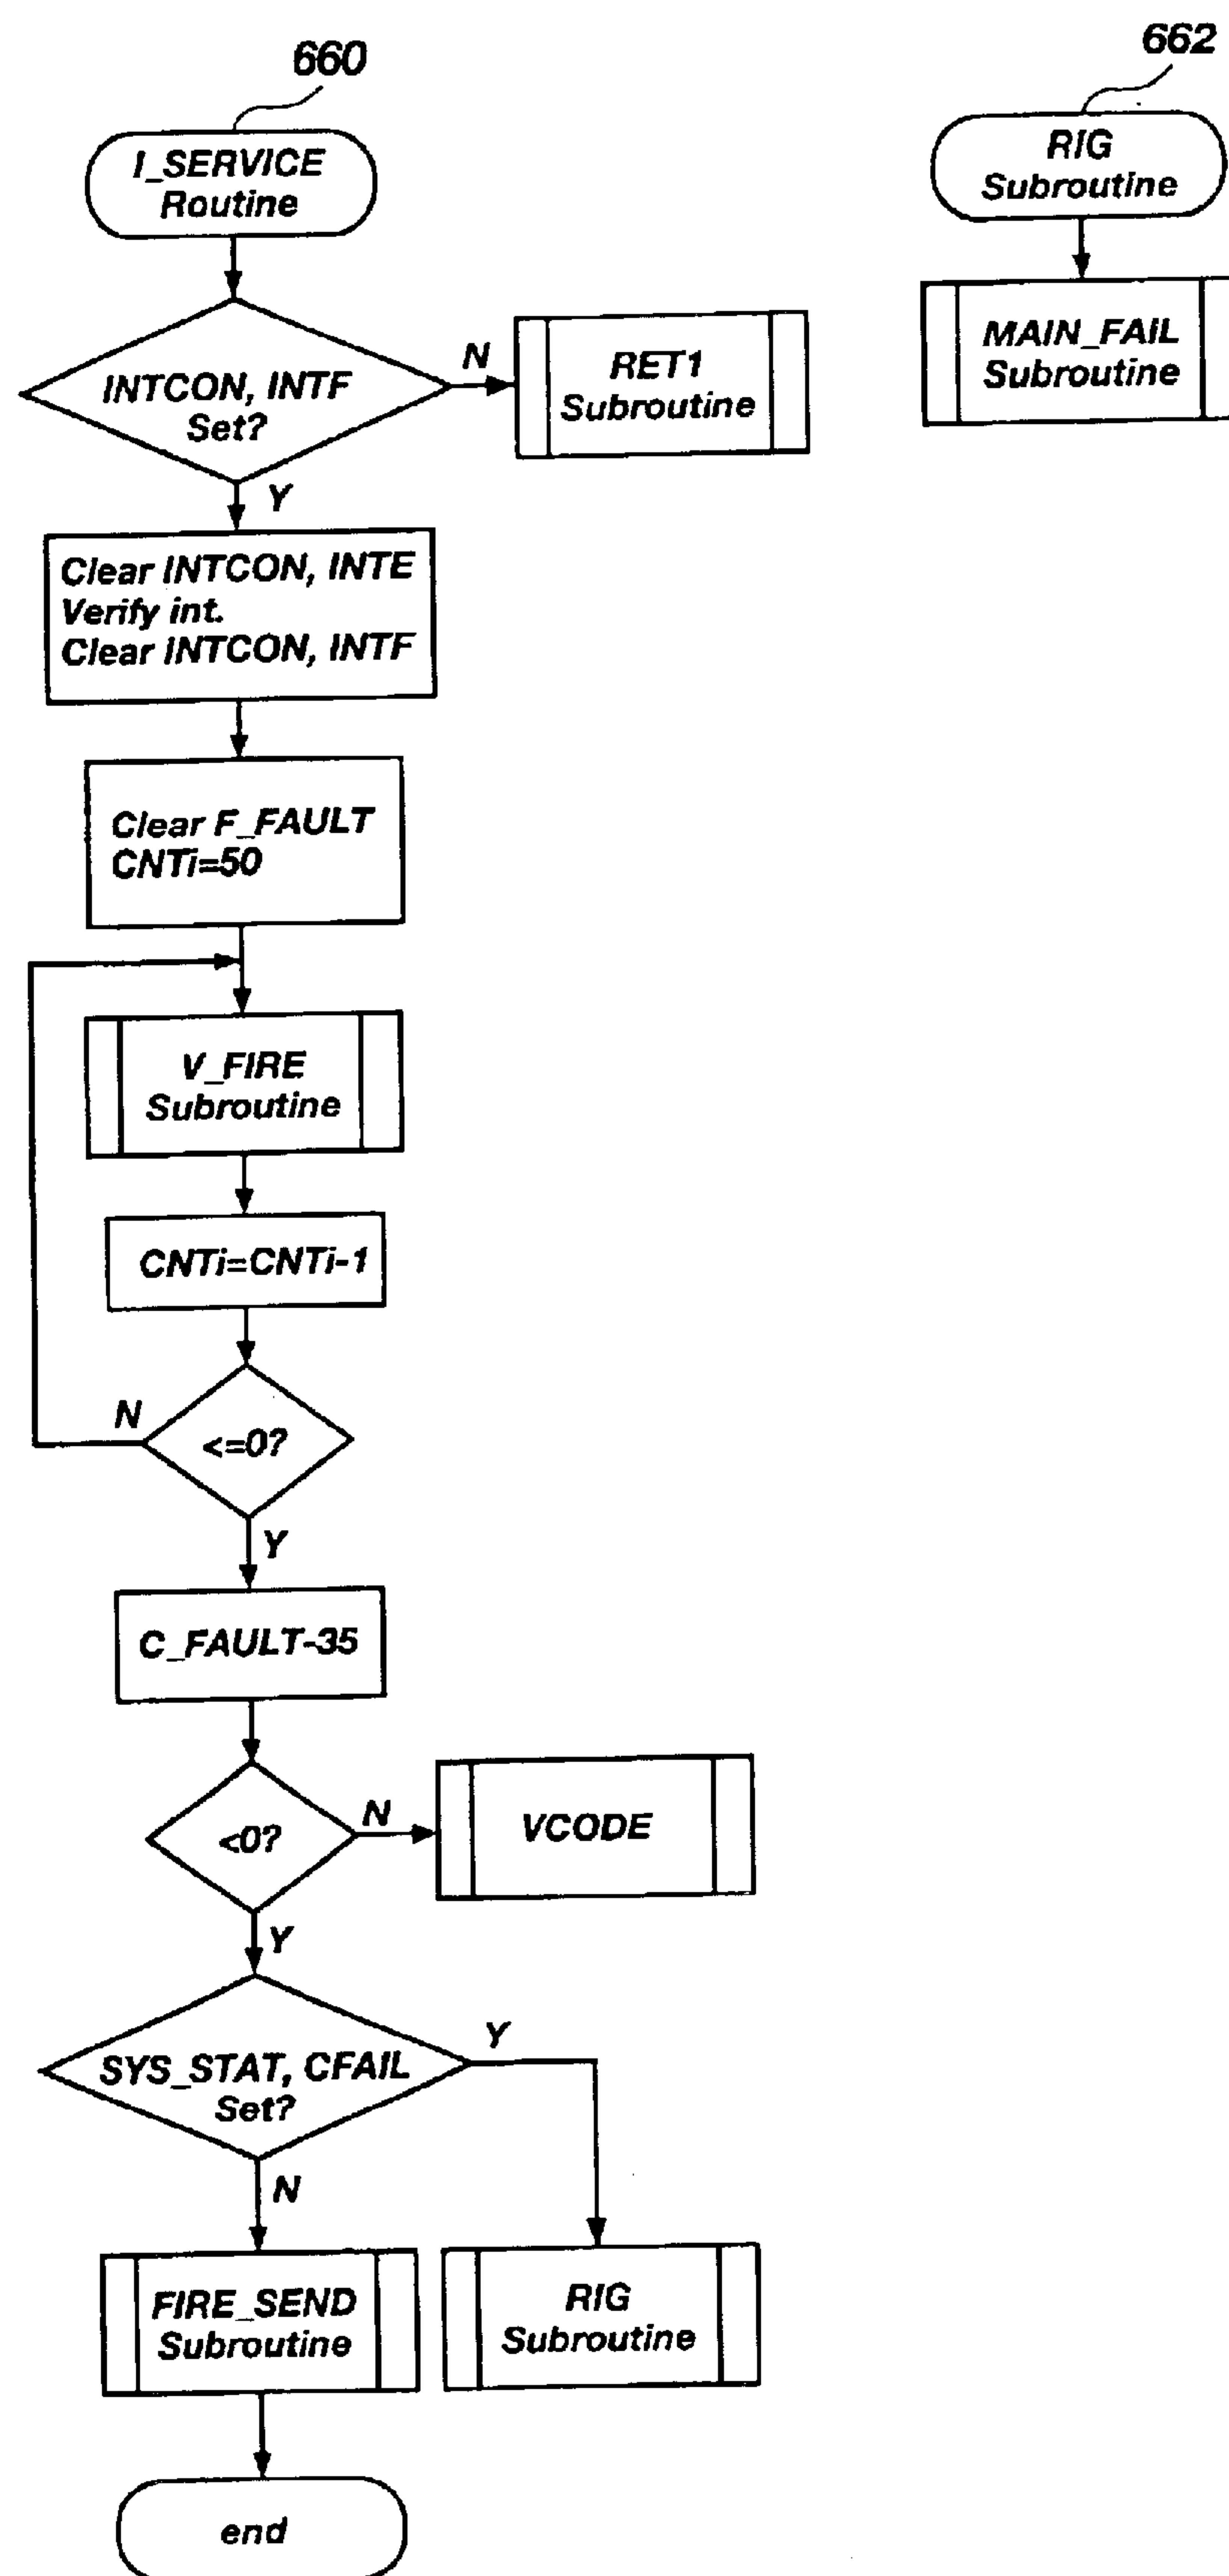 660
I_SERVICE
Routine
INTCON, INTF
Set?
N
RET1
Subroutine
Y
Clear INTCON, INTE
Verify int.
Clear INTCON, INTF
Clear F_FAULT
CNTi=50
V_FIRE
Subroutine
CNTi=CNTi-1
<=0?
N
Y
C_FAULT-35
<0?
N
VCODE
Y
SYS_STAT, CFAIL
Set?
Y
N
FIRE_SEND
Subroutine
RIG
Subroutine
end
662
RIG
Subroutine
MAIN_FAIL
Subroutine